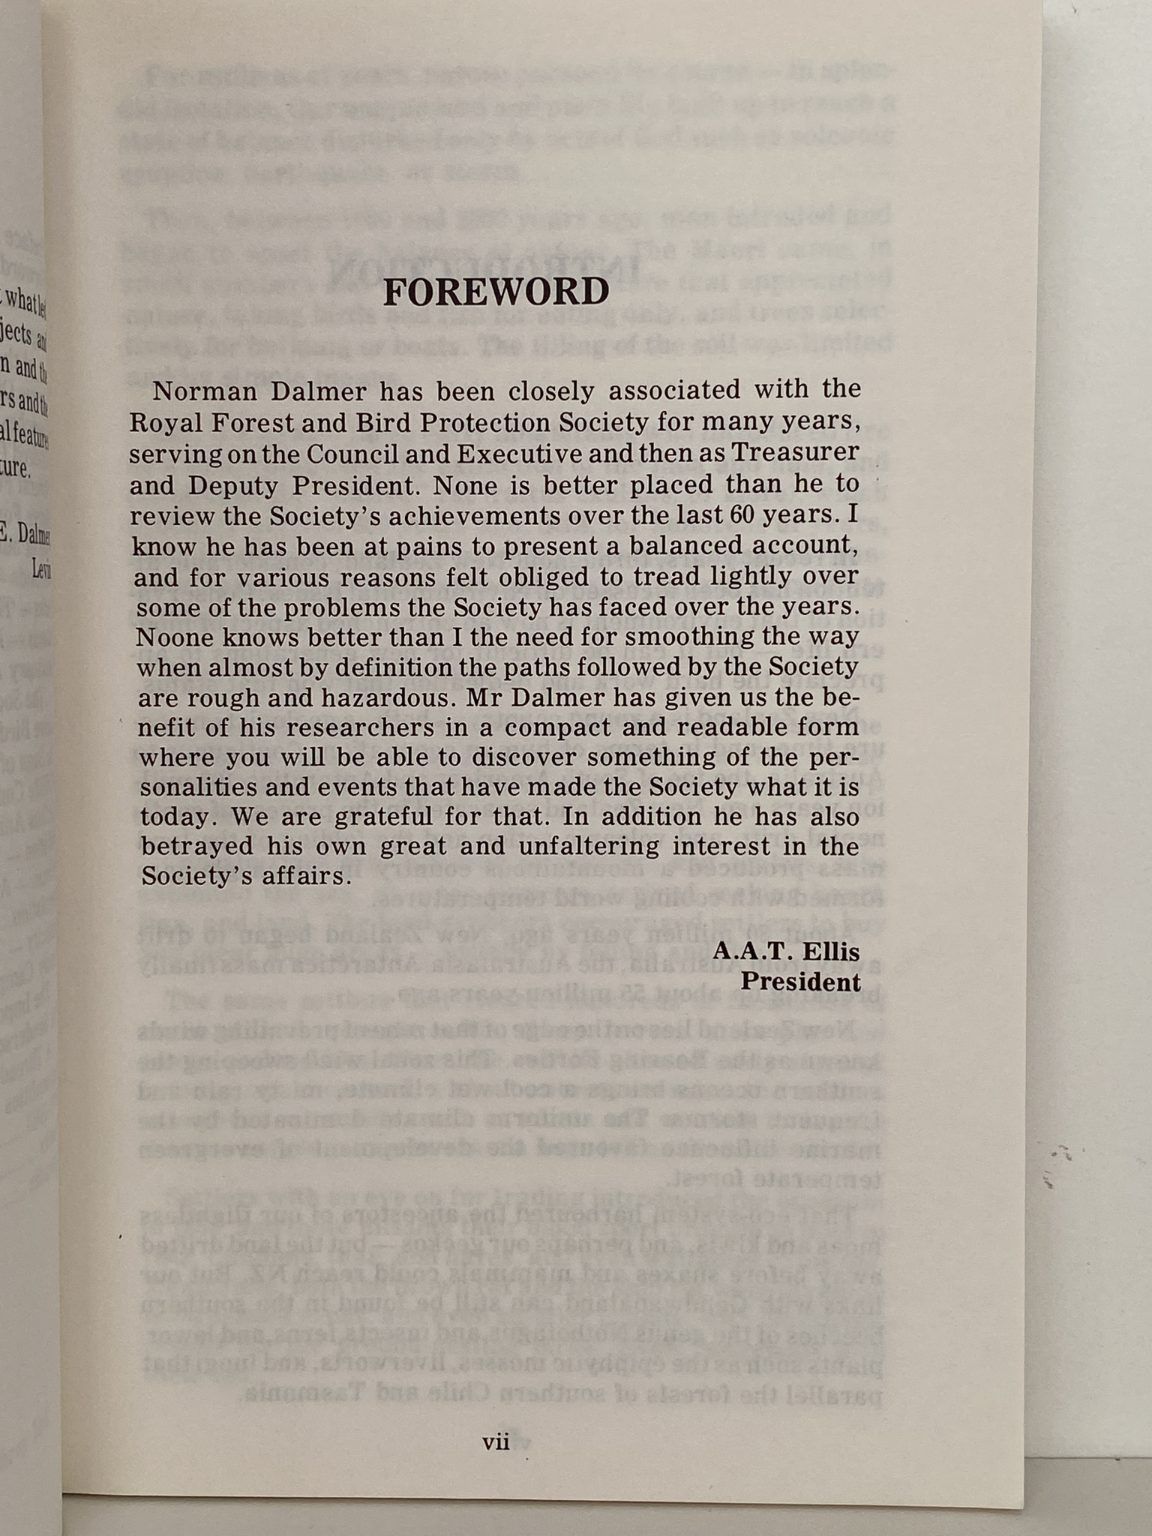 FOREWORD
Norman Dalmer has been closely associated with the
Royal Forest and Bird Protection Society for many years,
serving on the Council and Executive and then as Treasurer
and Deputy President. None is better placed than he to
review the Society's achievements over the last 60 years. I
know he has been at pains to present a balanced account,
and for various reasons felt obliged to tread lightly over
some of the problems the Society has faced over the years.
Noone knows better than I the need for smoothing the way
when almost by definition the paths followed by the Society
are rough and hazardous. Mr Dalmer has given us the be-
nefit of his researchers in a compact and readable form
where you will be able to discover something of the per-
sonalities and events that have made the Society what it is
today. We are grateful for that. In addition he has also
betrayed his own great and unfaltering interest in the
Society's affairs.
A.A.T. Ellis
President
vii